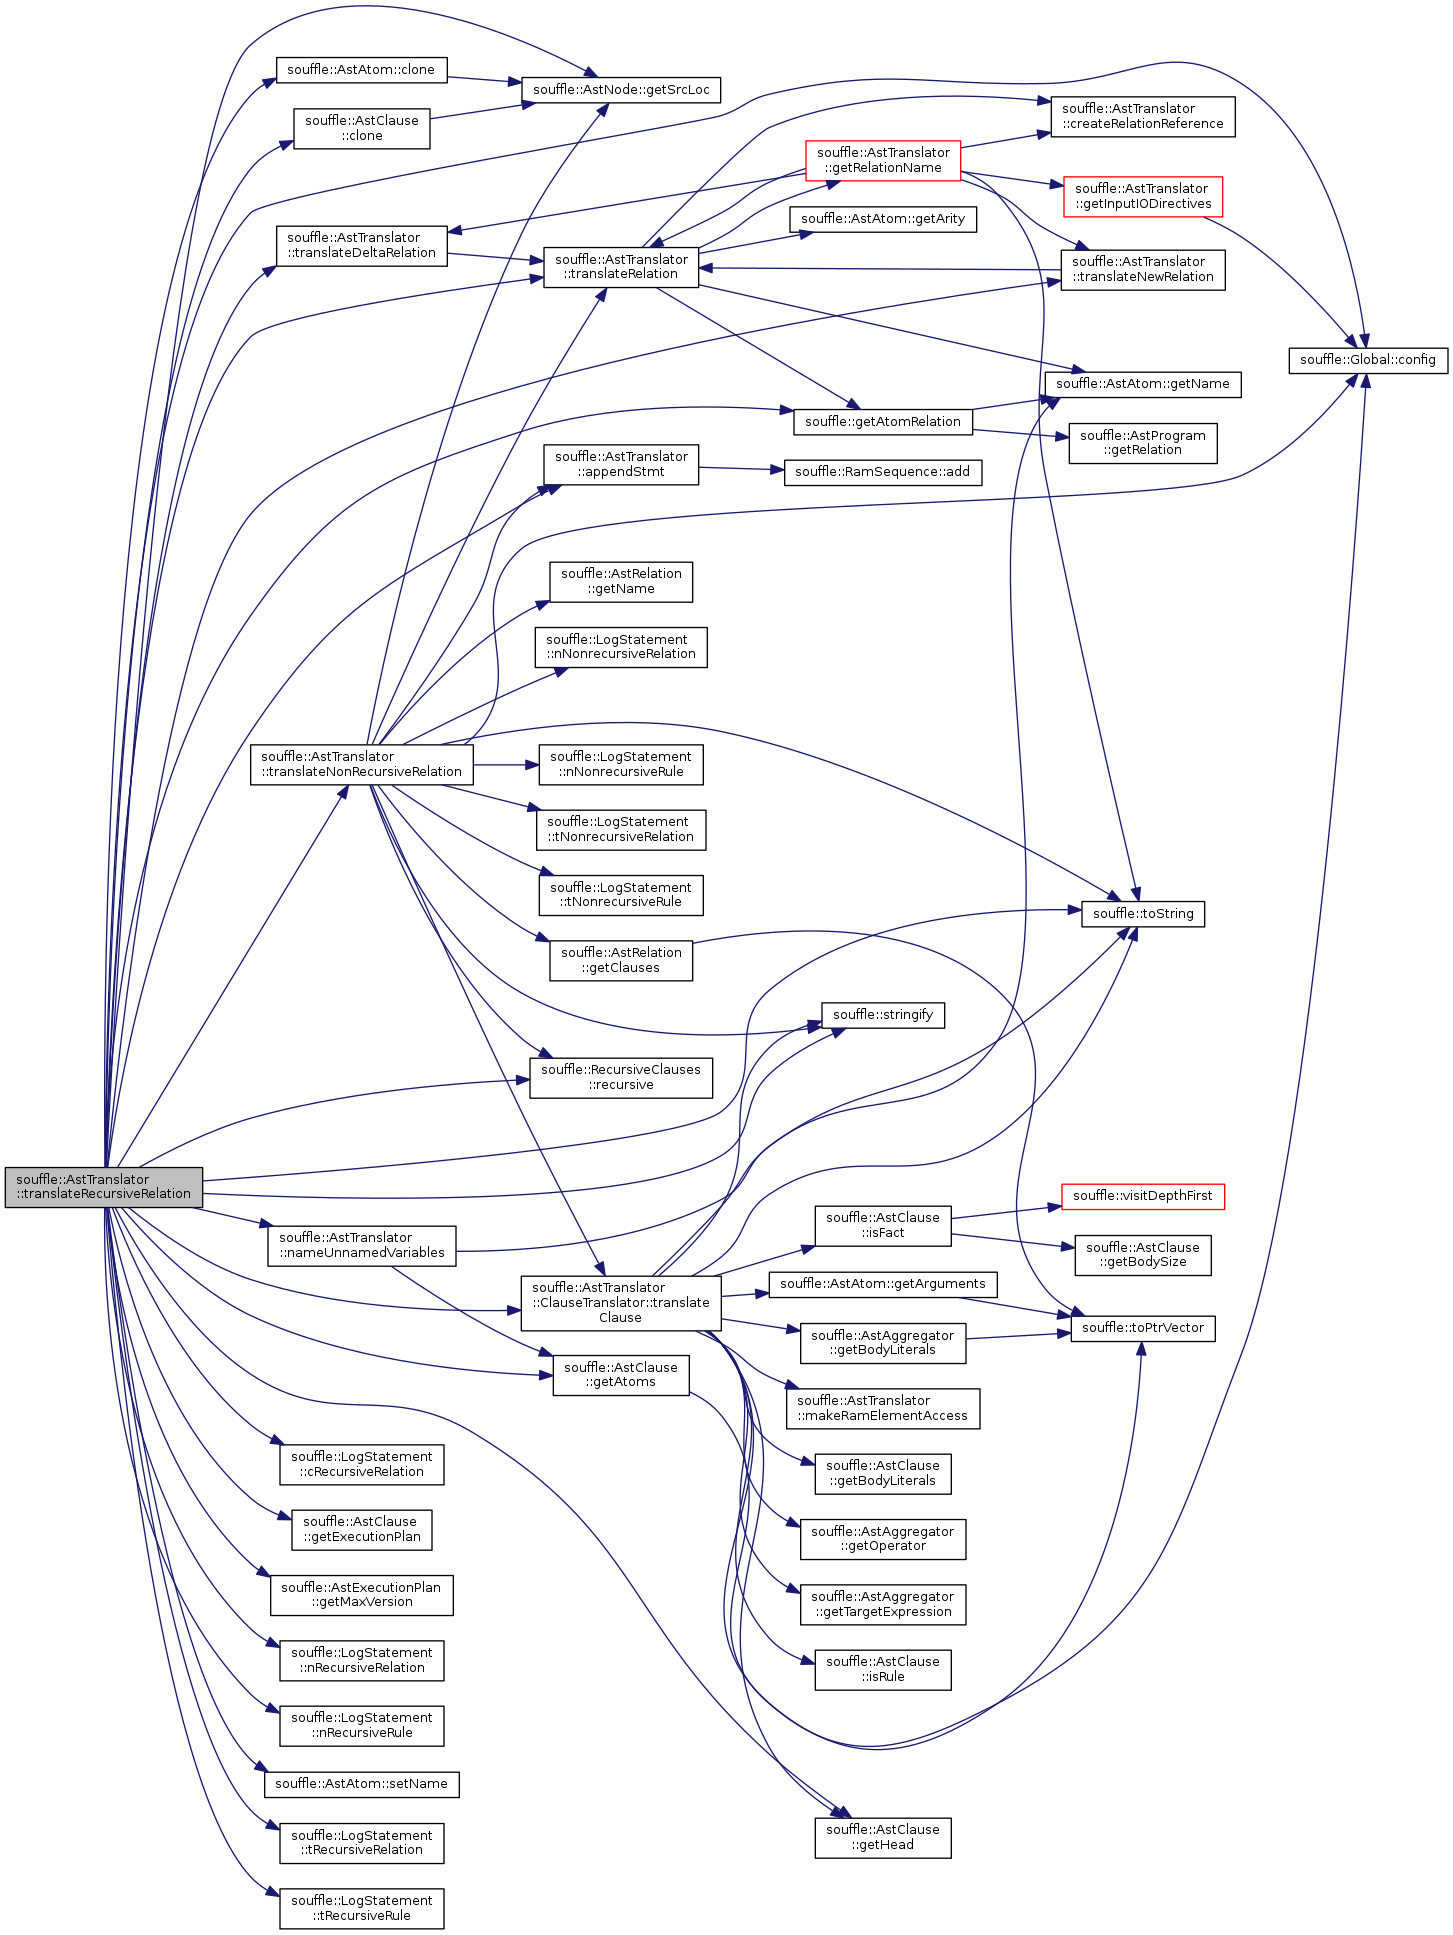 souffle::AstTranslator
::translateRecursiveRelation
souffle::AstAtom::clone
souffle::AstNode::getSrcLoc
souffle::AstClause
::clone
souffle::AstTranslator
::translateDeltaRelation
souffle::AstTranslator
::translateRelation
souffle::AstTranslator
::getRelationName
souffle::AstTranslator
::createRelationReference
souffle::AstTranslator
::getInputIODirectives
souffle::AstAtom::getArity
souffle::AstTranslator
::translateNewRelation
souffle::Global::config
souffle::AstAtom::getName
souffle::getAtomRelation
souffle::AstProgram
::getRelation
souffle::AstTranslator
::appendStmt
souffle::RamSequence::add
souffle::AstRelation
::getName
souffle::LogStatement
::nNonrecursiveRelation
souffle::AstTranslator
::translateNonRecursiveRelation
souffle::LogStatement
::nNonrecursiveRule
souffle::LogStatement
::tNonrecursiveRelation
souffle::LogStatement
::tNonrecursiveRule
souffle::toString
souffle::AstRelation
::getClauses
souffle::stringify
souffle::RecursiveClauses
::recursive
souffle::AstTranslator
::nameUnnamedVariables
souffle::AstClause
::isFact
souffle::visitDepthFirst
souffle::AstClause
::getBodySize
souffle::AstTranslator
::ClauseTranslator::translate
Clause
souffle::AstAtom::getArguments
souffle::toPtrVector
souffle::AstAggregator
::getBodyLiterals
souffle::AstClause
::getAtoms
souffle::AstTranslator
::makeRamElementAccess
souffle::LogStatement
::cRecursiveRelation
souffle::AstClause
::getBodyLiterals
souffle::AstClause
::getExecutionPlan
souffle::AstAggregator
::getOperator
souffle::AstExecutionPlan
::getMaxVersion
souffle::AstAggregator
::getTargetExpression
souffle::LogStatement
::nRecursiveRelation
souffle::AstClause
::isRule
souffle::LogStatement
::nRecursiveRule
souffle::AstAtom::setName
souffle::LogStatement
::tRecursiveRelation
souffle::AstClause
::getHead
souffle::LogStatement
::tRecursiveRule